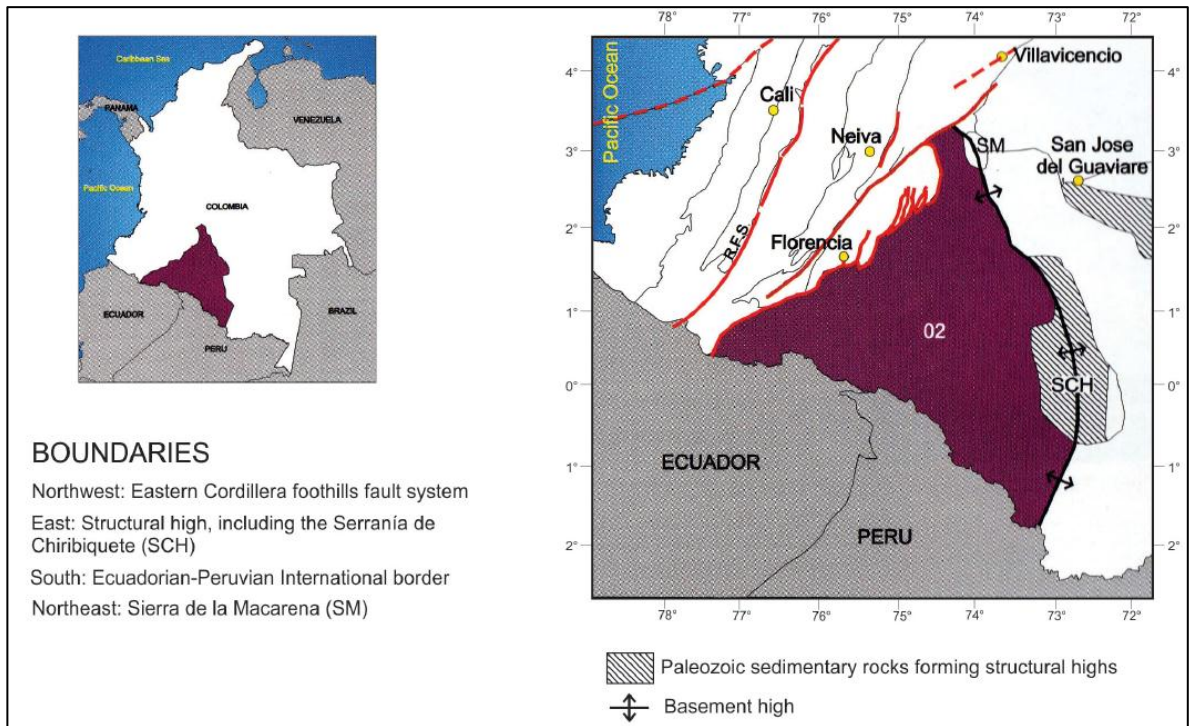 Caribbean Sea
PANAMA
VENEZUELA
Pacific Ocean
COLOMBIA
ECUADOR
BRAZIL
PERU
BOUNDARIES
Northwest: Eastern Cordillera foothills fault system
East: Structural high, including the Serranía de
Chiribiquete (SCH)
South: Ecuadorian-Peruvian International border
Northeast: Sierra de la Macarena (SM)
78° 77° 76° 75° 74° 73° 72°
Pacific Ocean
4° 4°
Villavicencio
Cali
Neiva
SM
San Jose
del Guaviare
3° 3°
2° 2°
R.F.S.
Florencia
1° 1°
02
0° 0°
SCH
ECUADOR
1° 1°
PERU
2° 2°
78° 77° 76° 75° 74° 73° 72°
Paleozoic sedimentary rocks forming structural highs
Basement high